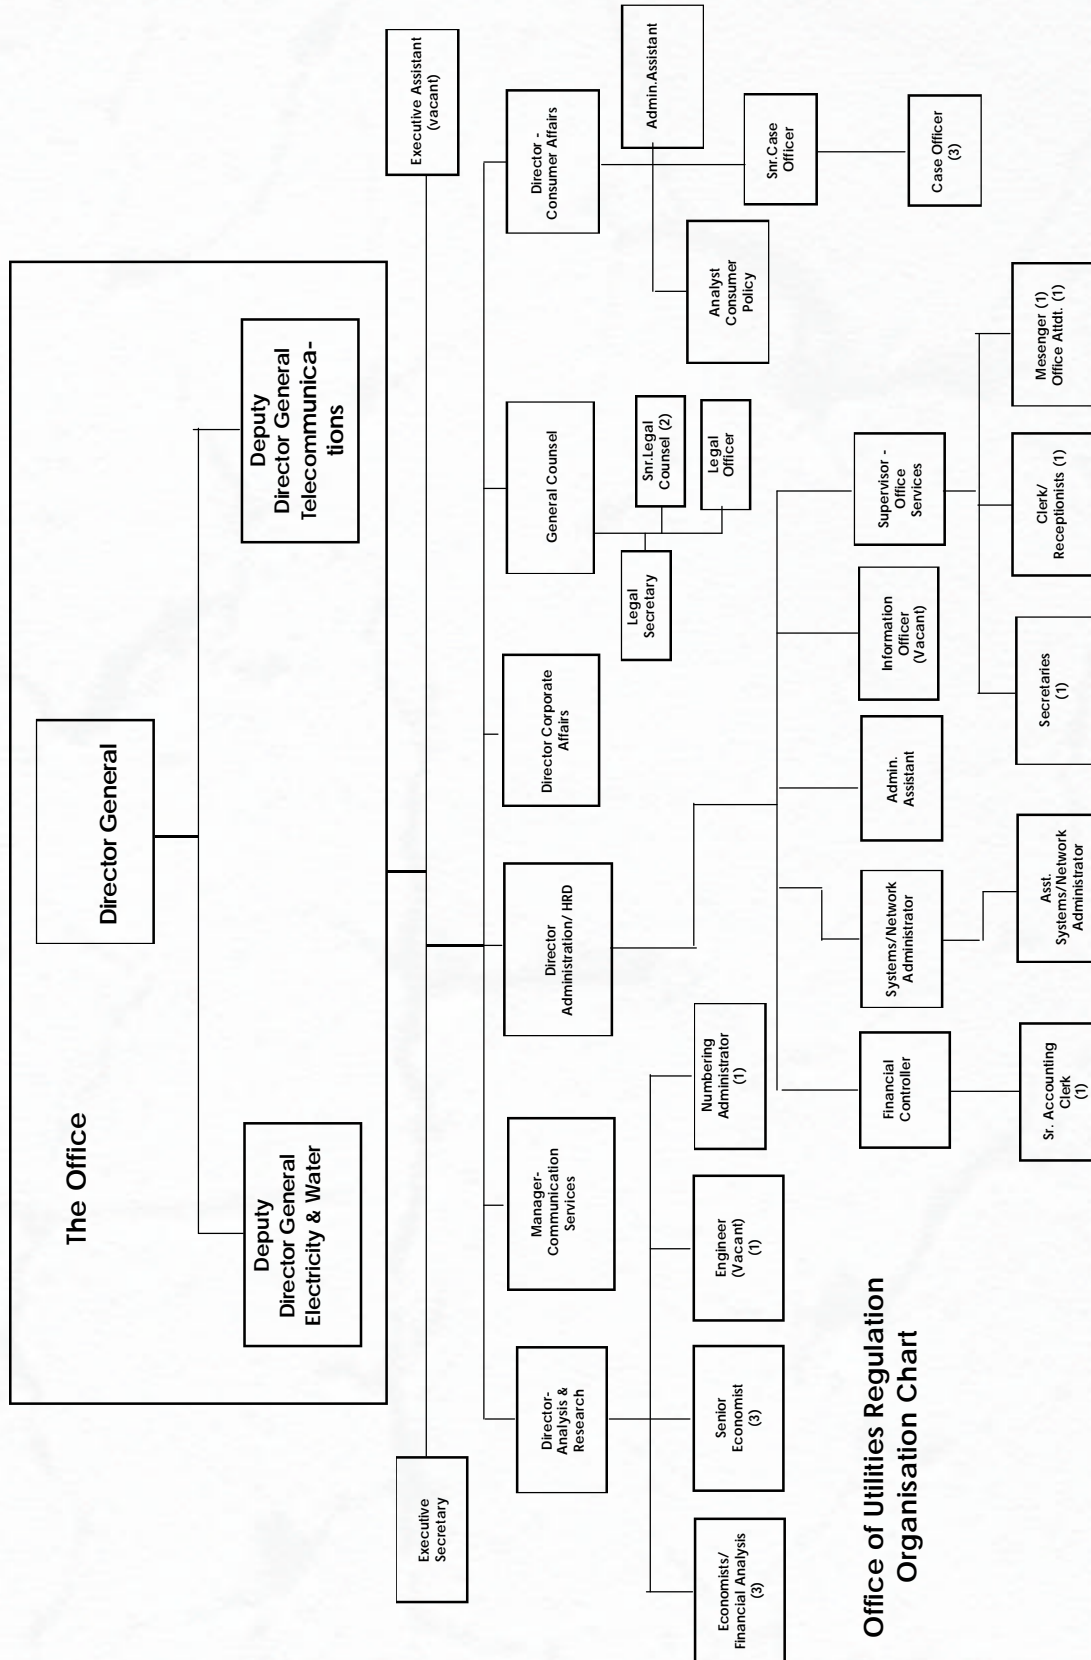 The Office
Director General
Deputy
Director General
Electricity & Water
Deputy
Director General
Telecommunica-
tions
Executive
Secretary
Executive Assistant
(vacant)
Director-
Analysis &
Research
Manager-
Communication
Services
Director
Administration/ HRD
Director Corporate
Affairs
General Counsel
Director -
Consumer Affairs
Economists/
Financial Analysis
(3)
Senior
Economist
(3)
Engineer
(Vacant)
(1)
Numbering
Administrator
(1)
Legal
Secretary
Snr.Legal
Counsel (2)
Legal
Officer
Analyst
Consumer
Policy
Admin.Assistant
Snr.Case
Officer
Case Officer
(3)
Financial
Controller
Systems/Network
Administrator
Admin.
Assistant
Information
Officer
(Vacant)
Supervisor -
Office
Services
Sr. Accounting
Clerk
(1)
Asst.
Systems/Network
Administrator
Secretaries
(1)
Clerk/
Receptionists (1)
Mesenger (1)
Office Attdt. (1)
Office of Utilities Regulation
Organisation Chart